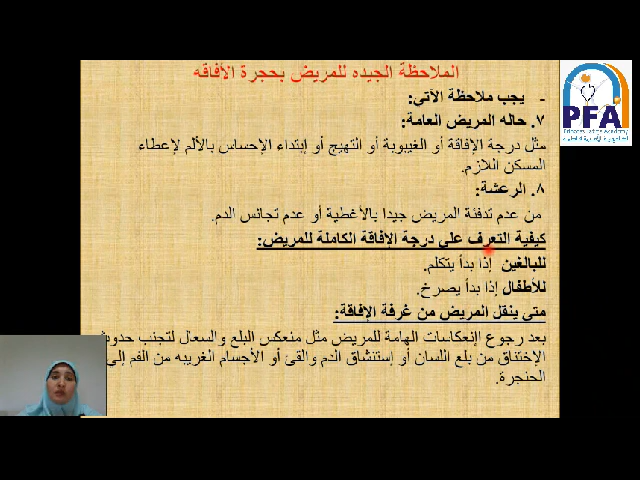 الملاحظة الجيده للمريض بحجرة الأفاقه
- يجب ملاحظة الآتى:
٧. حاله المريض العامة:
مثل درجة الإفاقة أو الغيبوبة أو التهيج أو إبتداء الإحساس بالألم لإعطاء
المسكن اللازم.
٨. الرعشة:
من عدم تدفئة المريض جيدا بالأغطية أو عدم تجانس الدم.
كيفية التعرف علي درجة الإفاقة الكاملة للمريض:
للبالغين إذا بدأ يتكلم.
للأطفال إذا بدأ يصرخ.
متى ينقل المريض من غرفة الإفاقة:
بعد رجوع الإنعكاسات الهامة للمريض مثل منعكس البلع والسعال لتجنب حدوث
الإختناق من بلع اللسان أو إستنشاق الدم والقئ أو الأجسام الغريبه من الفم إلى
الحنجرة.
PFA